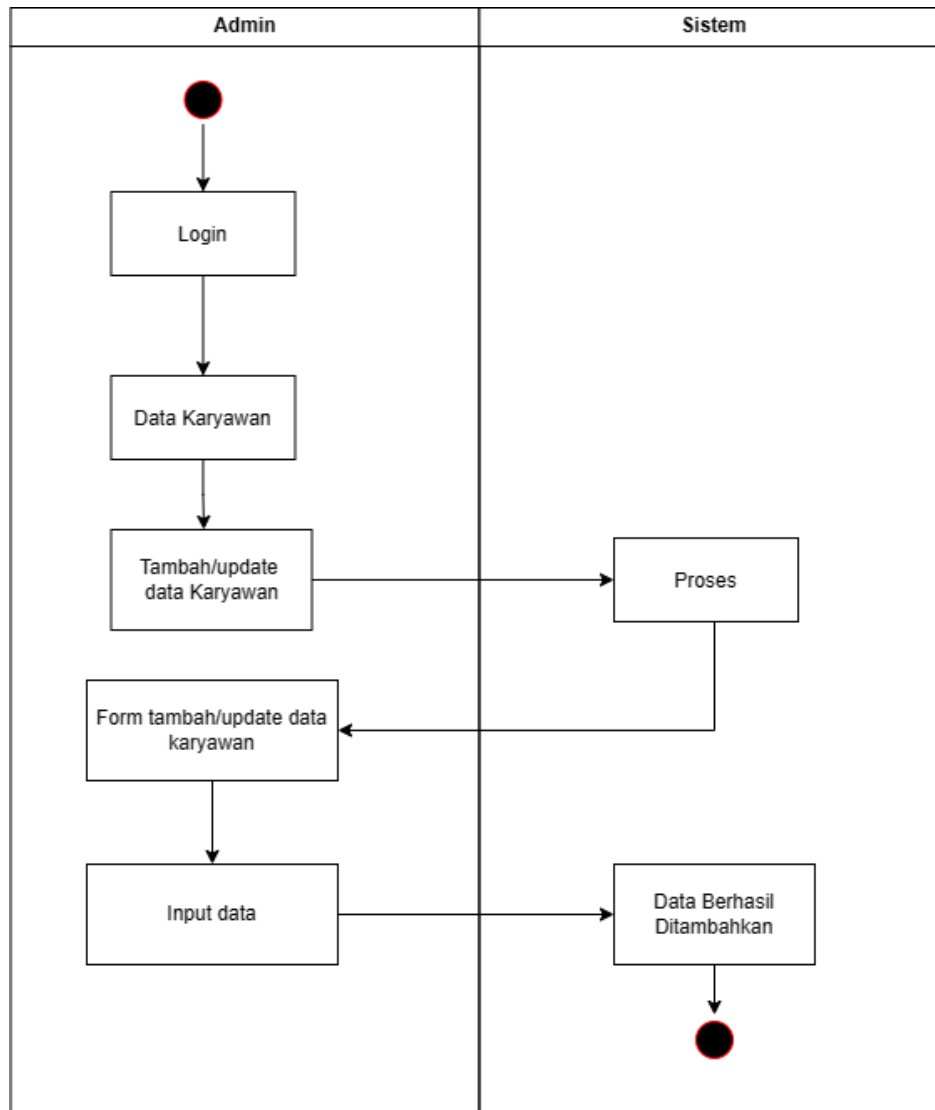 Admin
Sistem
Login
Data Karyawan
Tambah/update
data Karyawan
Proses
Form tambah/update data
karyawan
Input data
Data Berhasil
Ditambahkan